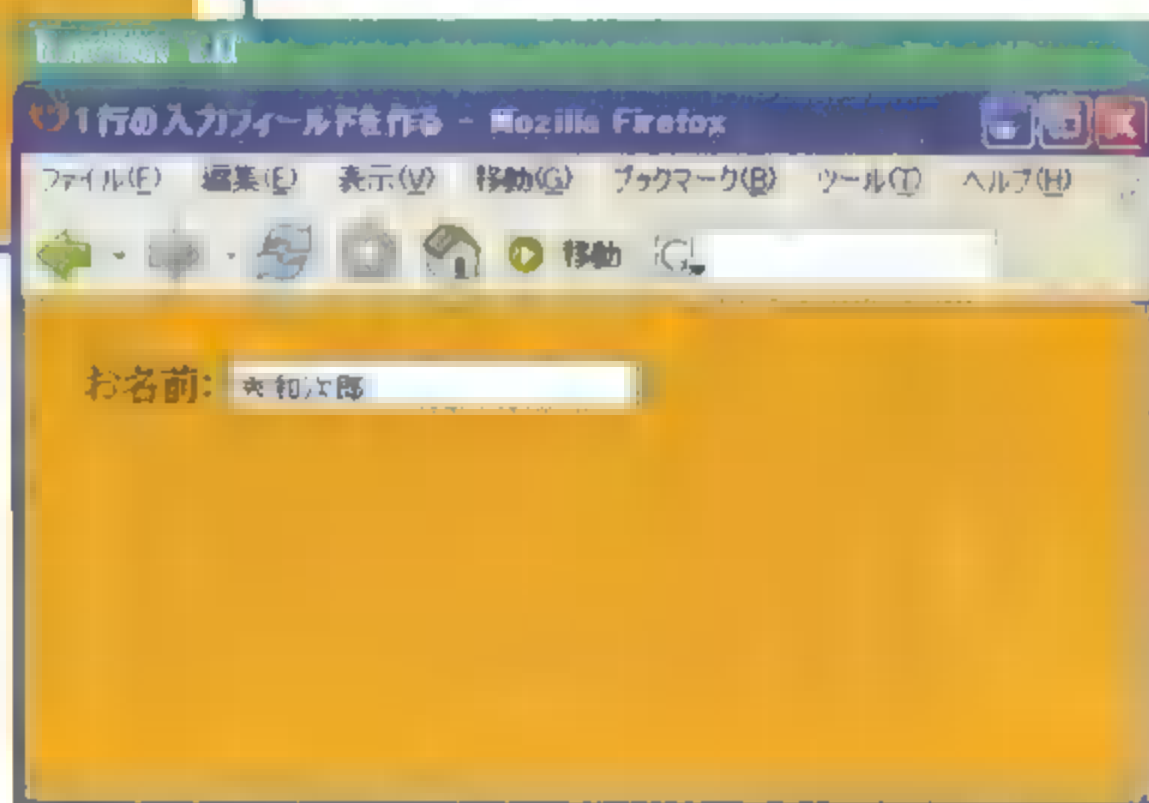 1行の入力フィールドを作る - Mozilla Firefox
ファイル(F) 編集(E) 表示(V) 移動(G) ブックマーク(B) ツール(T) ヘルプ(H)
移動 G
お名前: